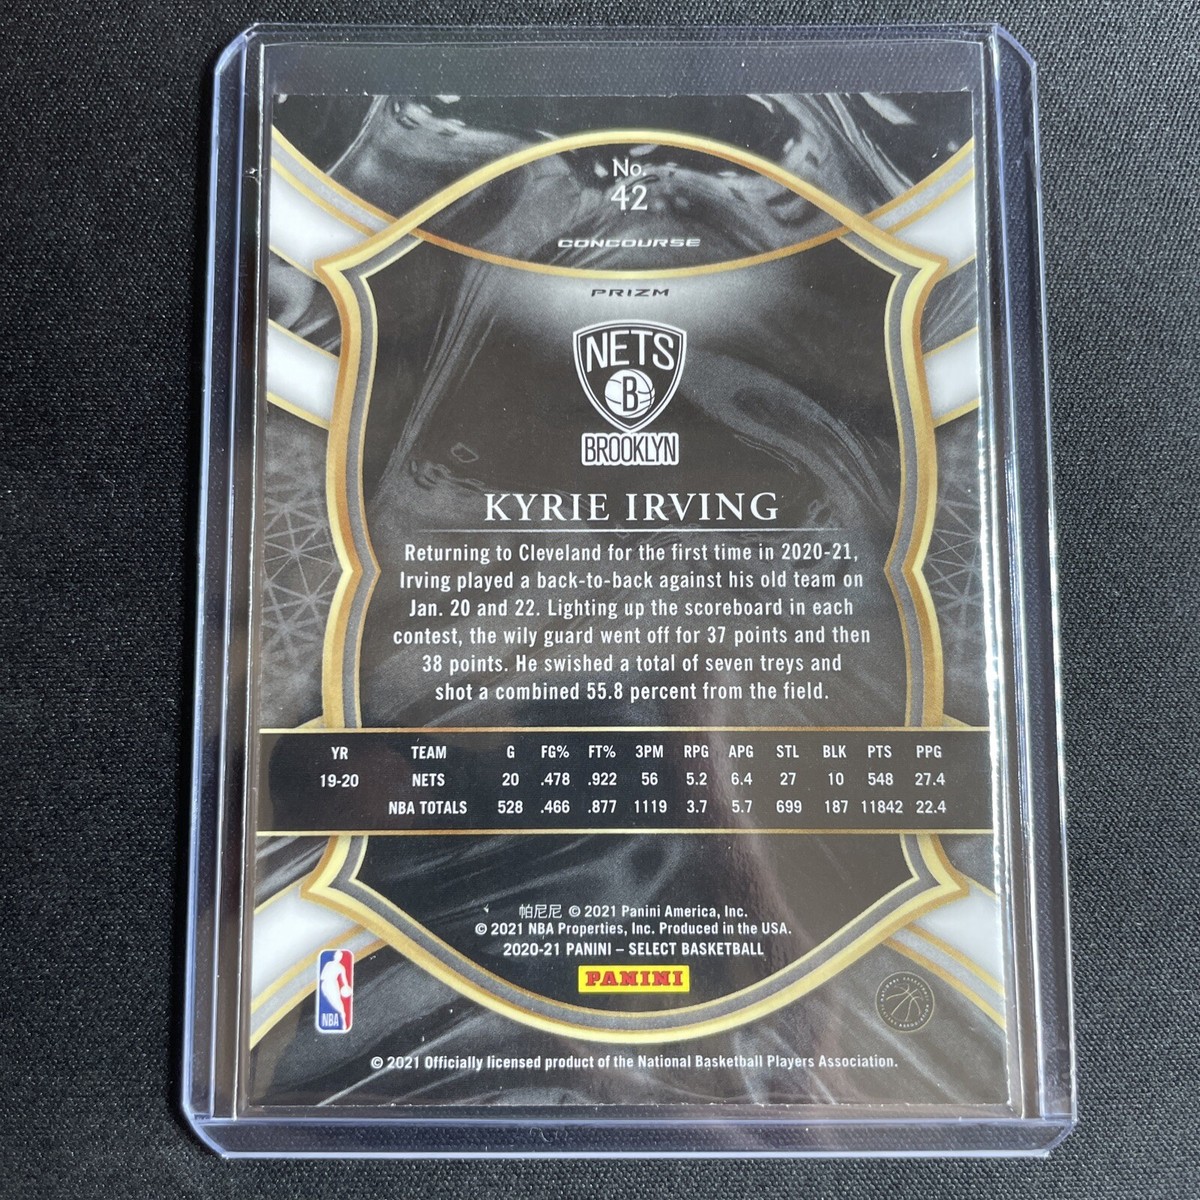 No.
42
CONCOURSE
PRIZM
NETS
B
BROOKLYN
KYRIE IRVING
Returning to Cleveland for the first time in 2020-21,
Irving played a back-to-back against his old team on
Jan. 20 and 22. Lighting up the scoreboard in each
contest, the wily guard went off for 37 points and then
38 points. He swished a total of seven treys and
shot a combined 55.8 percent from the field.
YR TEAM G FG% FT% 3PM RPG APG STL BLK PTS PPG
19-20 NETS 20 .478 .922 56 5.2 6.4 27 10 548 27.4
NBA TOTALS 528 .466 .877 1119 3.7 5.7 699 187 11842 22.4
帕尼尼 © 2021 Panini America, Inc.
© 2021 NBA Properties, Inc. Produced in the USA.
2020-21 PANINI – SELECT BASKETBALL
PANINI
NBA
© 2021 Officially licensed product of the National Basketball Players Association.